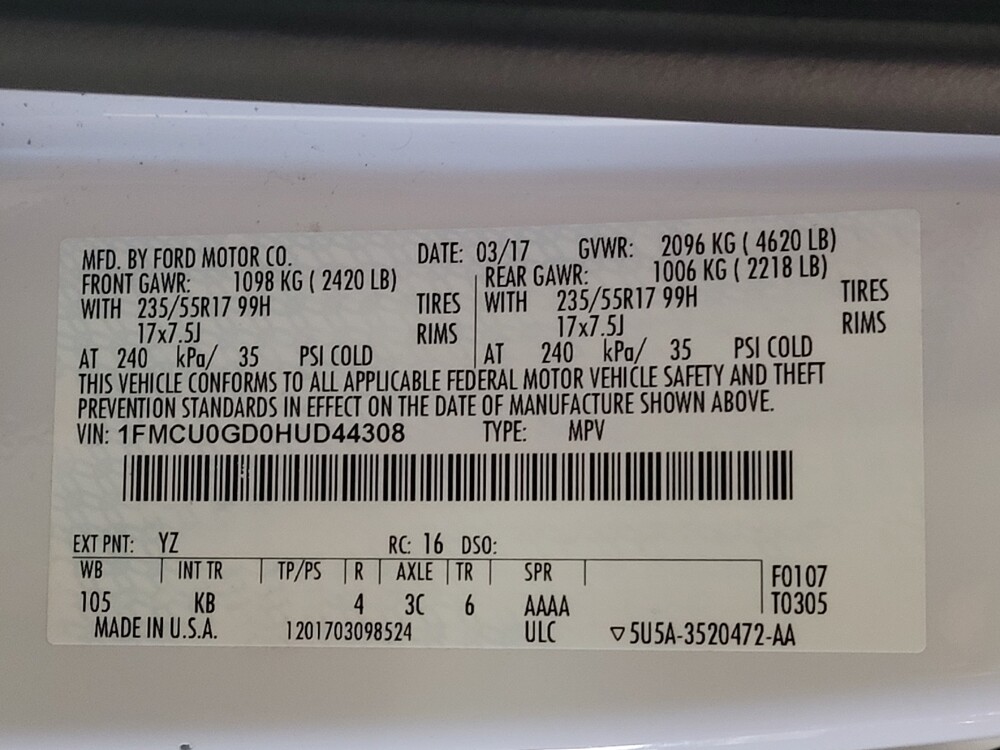 MFD. BY FORD MOTOR CO. DATE: 03/17 GVWR: 2096 KG ( 4620 LB)
FRONT GAWR: 1098 KG ( 2420 LB) REAR GAWR: 1006 KG ( 2218 LB)
WITH 235/55R17 99H TIRES WITH 235/55R17 99H TIRES
17x7.5J RIMS 17x7.5J RIMS
AT 240 kPa/ 35 PSI COLD AT 240 kPa/ 35 PSI COLD
THIS VEHICLE CONFORMS TO ALL APPLICABLE FEDERAL MOTOR VEHICLE SAFETY AND THEFT
PREVENTION STANDARDS IN EFFECT ON THE DATE OF MANUFACTURE SHOWN ABOVE.
VIN: 1FMCU0GD0HUD44308 TYPE: MPV
EXT PNT: YZ RC: 16 DSO:
WB INT TR TP/PS R AXLE TR SPR F0107
105 KB 4 3C 6 AAAA T0305
MADE IN U.S.A. 1201703098524 ULC ▽5U5A-3520472-AA